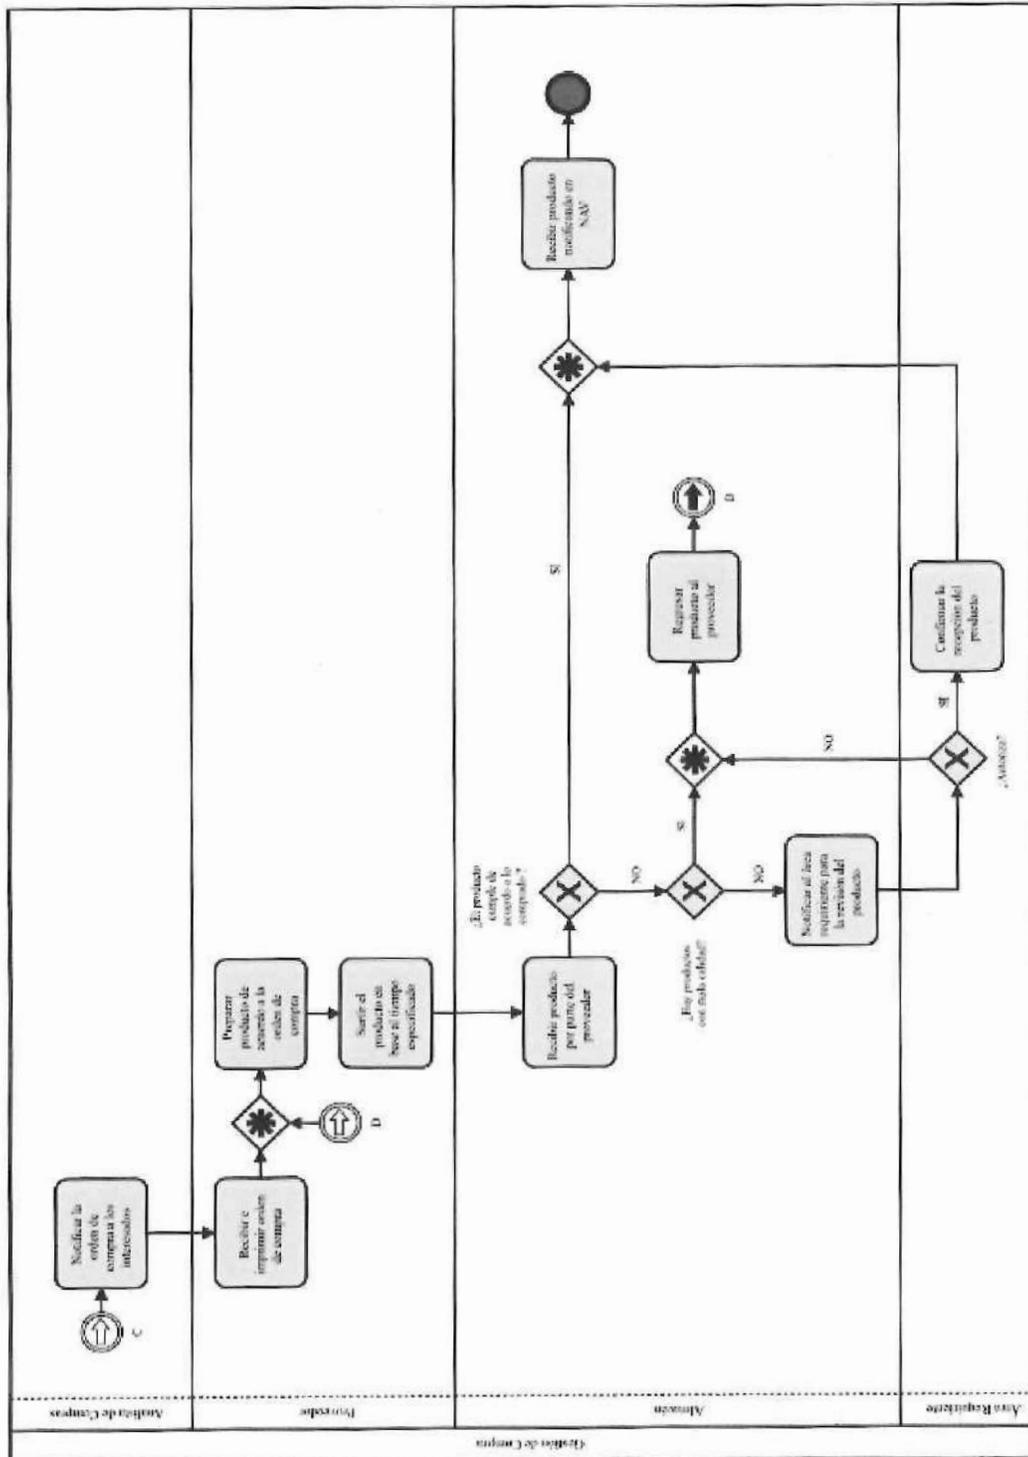 Gestión de Compra
Analista de Compras
C
Notificar la
orden de
compra a los
interesados
Proveedor
Recibir e
imprimir orden
de compra
D
Preparar
producto de
acuerdo a la
orden de
compra
Surtir el
producto en
base al tiempo
especificado
Almacén
Recibir producto
por parte del
proveedor
¿El producto
cumple de
acuerdo a lo
comprado?
SI
NO
¿Hay productos
con mala calidad?
SI
NO
Notificar al área
requirente para
la revisión del
producto
Regresar
producto al
proveedor
D
Recibir producto
notificando en
NAV
Área Requirente
¿Autoriza?
NO
SI
Confirmar la
recepción del
producto